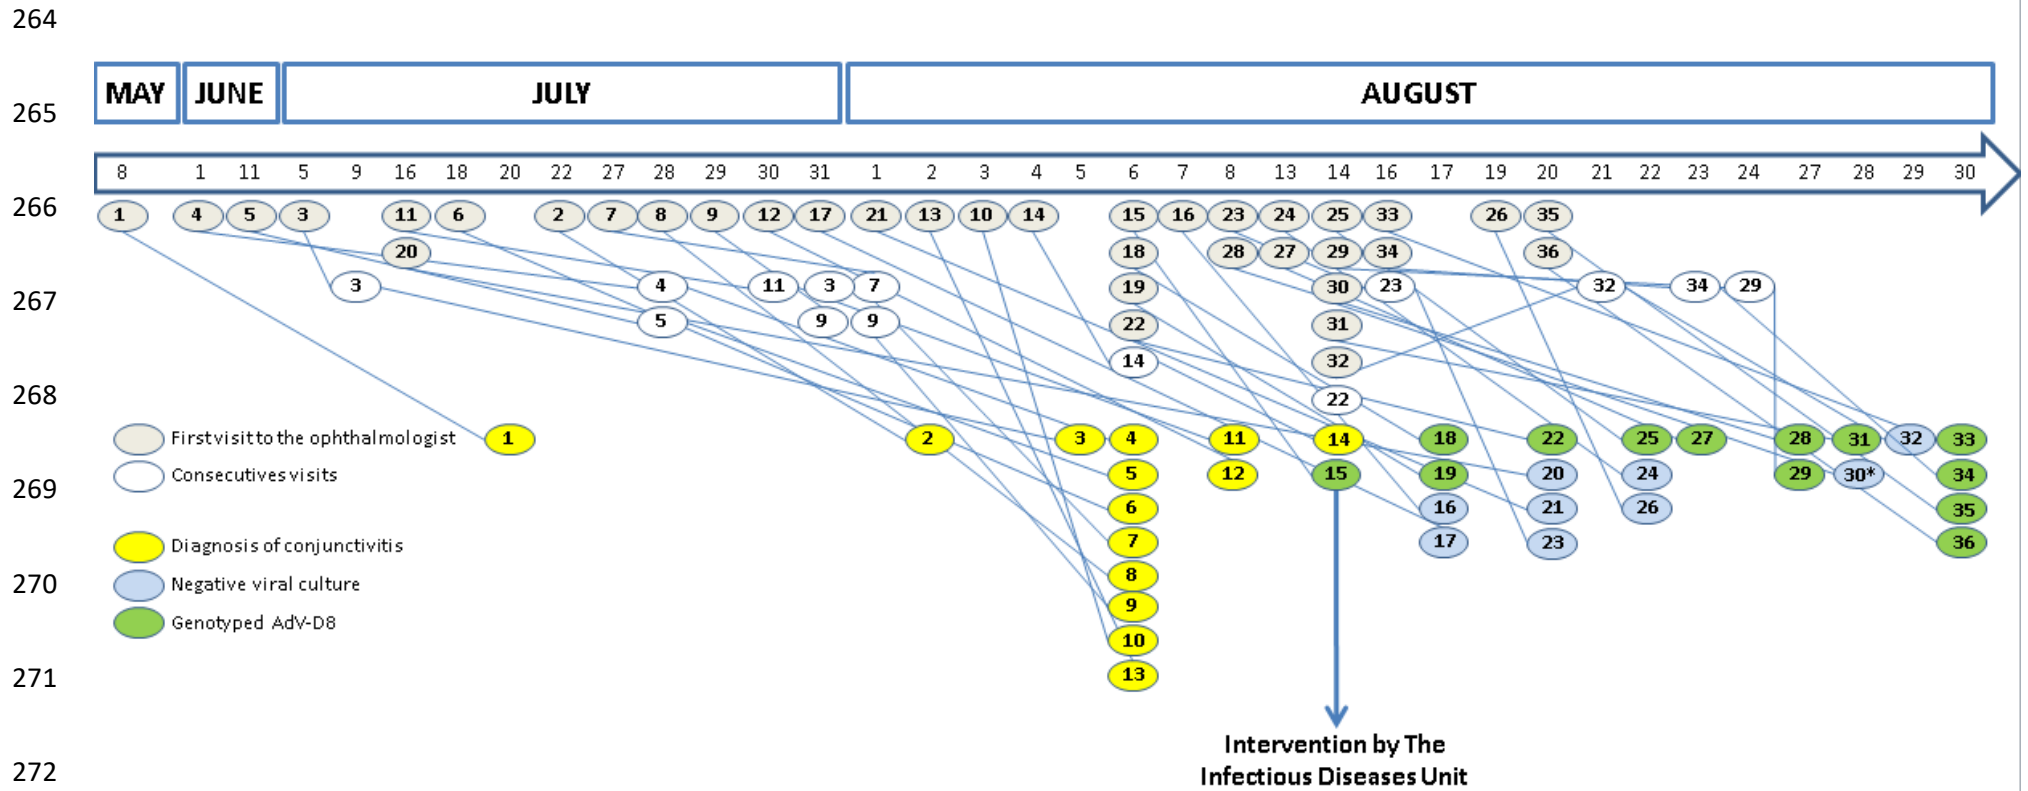 264
MAY JUNE JULY AUGUST
265
8 1 11 5 9 16 18 20 22 27 28 29 30 31 1 2 3 4 5 6 7 8 13 14 16 17 19 20 21 22 23 24 27 28 29 30
266
1 4 5 3 11 6 2 7 8 9 12 17 21 13 10 14 15 16 23 24 25 33 26 35
20 18 28 27 29 34 36
3 4 11 3 7 19 30 23 32 34 29
267
5 9 9 22 31
14 32
268
22
First visit to the ophthalmologist 1 2 3 4 11 14 18 22 25 27 28 31 32 33
Consecutives visits 5 12 15 19 20 24 29 30* 34
269
6 16 21 26 35
Diagnosis of conjunctivitis 7 17 23 36
8
270
Negative viral culture
9
Genotyped AdV-D8
10
271
13
Intervention by The
272
Infectious Diseases Unit